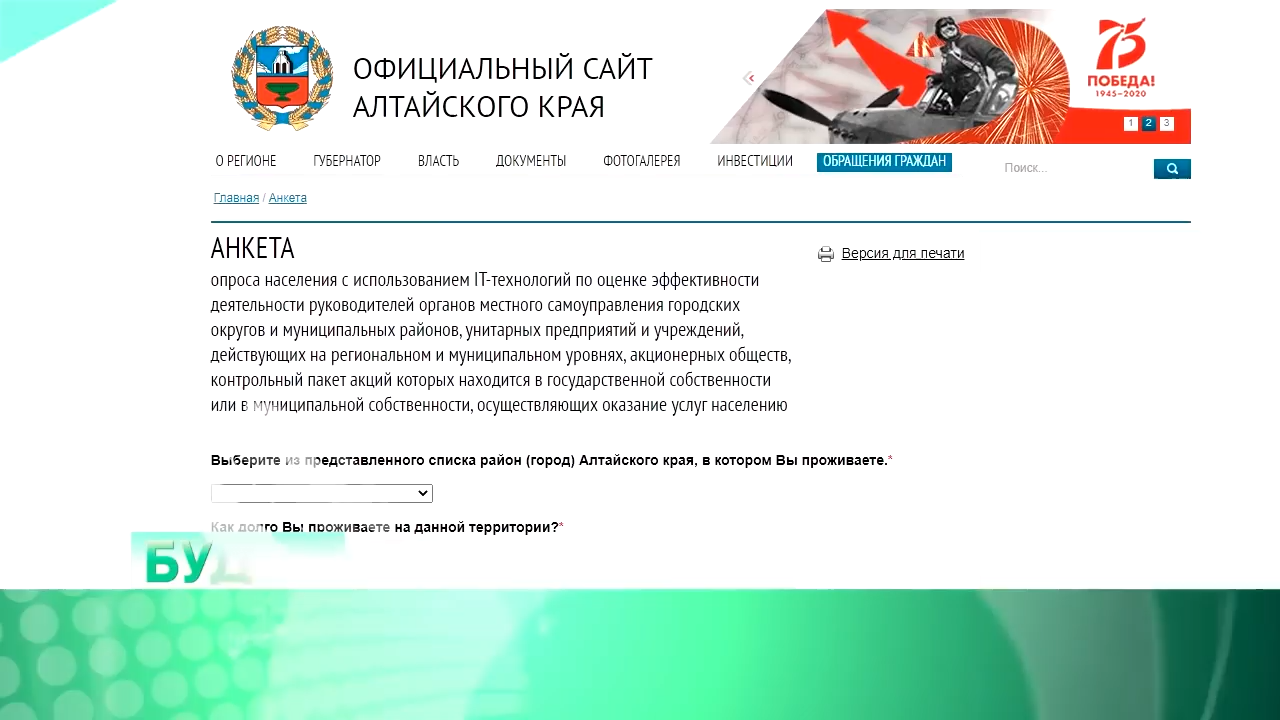 ОФИЦИАЛЬНЫЙ САЙТ
АЛТАЙСКОГО КРАЯ
75
ПОБЕДА!
1945–2020
1 2 3
О РЕГИОНЕ ГУБЕРНАТОР ВЛАСТЬ ДОКУМЕНТЫ ФОТОГАЛЕРЕЯ ИНВЕСТИЦИИ ОБРАЩЕНИЯ ГРАЖДАН Поиск...
Главная / Анкета
АНКЕТА
Версия для печати
опроса населения с использованием IT-технологий по оценке эффективности
деятельности руководителей органов местного самоуправления городских
округов и муниципальных районов, унитарных предприятий и учреждений,
действующих на региональном и муниципальном уровнях, акционерных обществ,
контрольный пакет акций которых находится в государственной собственности
или в муниципальной собственности, осуществляющих оказание услуг населению
Выберите из представленного списка район (город) Алтайского края, в котором Вы проживаете.*
Как долго Вы проживаете на данной территории?*
БУД